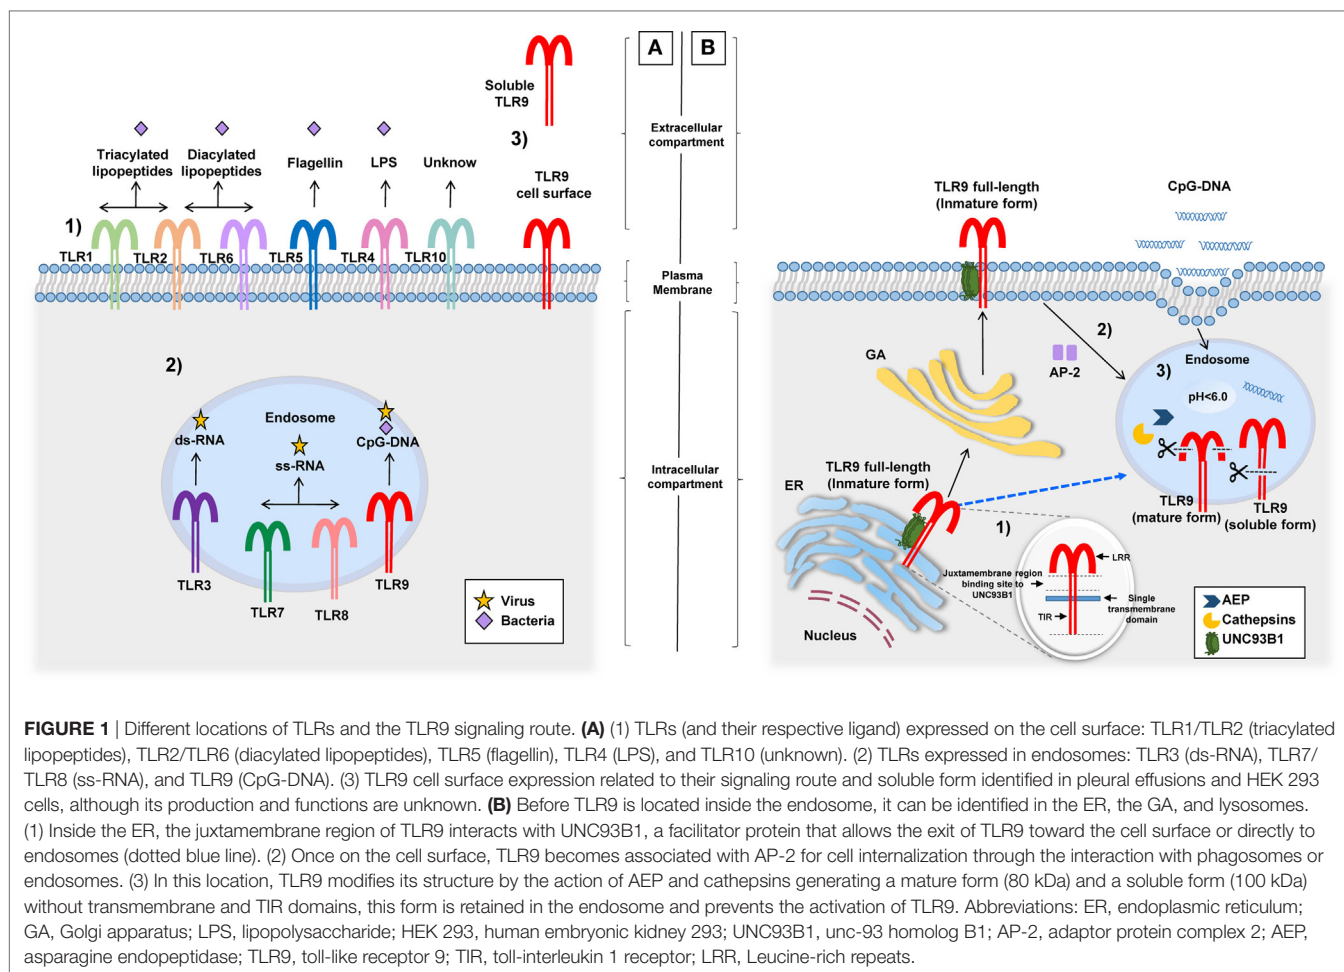 A
B
Soluble
TLR9
3)
Extracellular
compartment
Triacylated
lipopeptides
Diacylated
lipopeptides
Flagellin
LPS
Unknow
TLR9
cell surface
1)
TLR1
TLR2
TLR6
TLR5
TLR4
TLR10
Plasma
Membrane
2)
Endosome
ds-RNA
ss-RNA
CpG-DNA
TLR3
TLR7
TLR8
TLR9
Virus
Bacteria
Intracellular
compartment
TLR9 full-length
(Inmature form)
CpG-DNA
2)
AP-2
GA
Endosome
3)
pH<6.0
TLR9
(mature form)
TLR9
(soluble form)
TLR9 full-length
(Inmature form)
ER
1)
Nucleus
LRR
Juxtamembrane region
binding site to
UNC93B1
Single
transmembrane
domain
TIR
AEP
Cathepsins
UNC93B1
FIGURE 1 | Different locations of TLRs and the TLR9 signaling route. (A) (1) TLRs (and their respective ligand) expressed on the cell surface: TLR1/TLR2 (triacylated
lipopeptides), TLR2/TLR6 (diacylated lipopeptides), TLR5 (flagellin), TLR4 (LPS), and TLR10 (unknown). (2) TLRs expressed in endosomes: TLR3 (ds-RNA), TLR7/
TLR8 (ss-RNA), and TLR9 (CpG-DNA). (3) TLR9 cell surface expression related to their signaling route and soluble form identified in pleural effusions and HEK 293
cells, although its production and functions are unknown. (B) Before TLR9 is located inside the endosome, it can be identified in the ER, the GA, and lysosomes.
(1) Inside the ER, the juxtamembrane region of TLR9 interacts with UNC93B1, a facilitator protein that allows the exit of TLR9 toward the cell surface or directly to
endosomes (dotted blue line). (2) Once on the cell surface, TLR9 becomes associated with AP-2 for cell internalization through the interaction with phagosomes or
endosomes. (3) In this location, TLR9 modifies its structure by the action of AEP and cathepsins generating a mature form (80 kDa) and a soluble form (100 kDa)
without transmembrane and TIR domains, this form is retained in the endosome and prevents the activation of TLR9. Abbreviations: ER, endoplasmic reticulum;
GA, Golgi apparatus; LPS, lipopolysaccharide; HEK 293, human embryonic kidney 293; UNC93B1, unc-93 homolog B1; AP-2, adaptor protein complex 2; AEP,
asparagine endopeptidase; TLR9, toll-like receptor 9; TIR, toll-interleukin 1 receptor; LRR, Leucine-rich repeats.